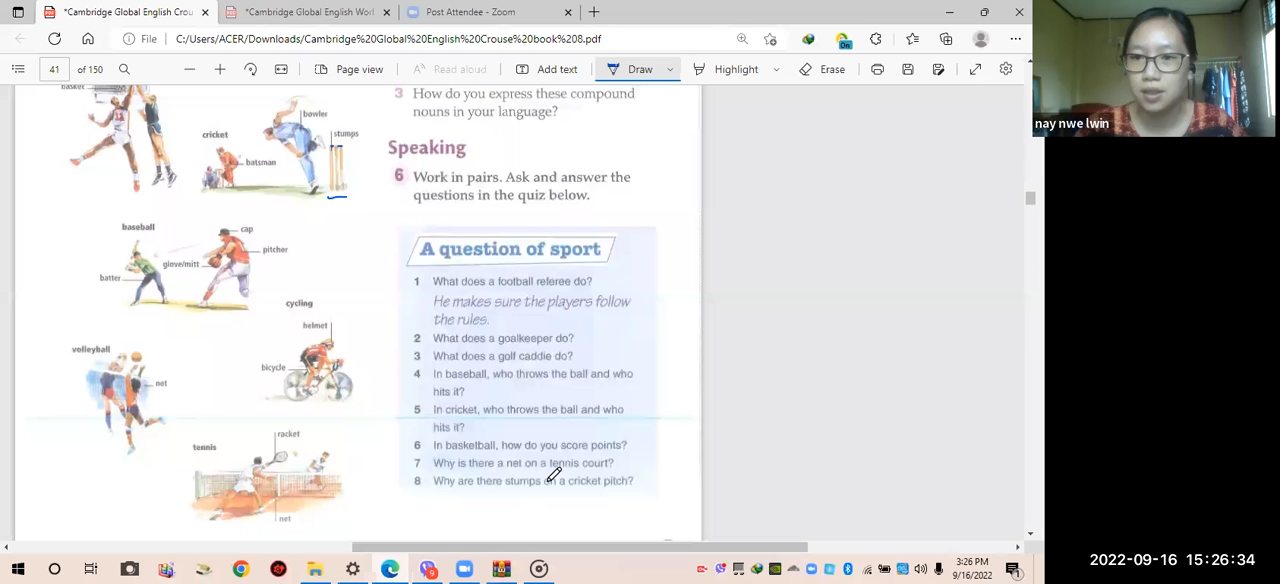 *Cambridge Global English Crou
*Cambridge Global English Worl
Post Attendee - Zoom
File
C:/Users/ACER/Downloads/Cambridge%20Global%20English%20Crouse%20book%208.pdf
On
41
of 150
Page view
Read aloud
Add text
Draw
Highlight
Erase
nay nwe lwin
basket
3 How do you express these compound
nouns in your language?
Speaking
6 Work in pairs. Ask and answer the
questions in the quiz below.
bowler
cricket
stumps
batsman
baseball
cap
pitcher
glove/mitt
batter
cycling
helmet
bicycle
volleyball
net
tennis
racket
net
A question of sport
1 What does a football referee do?
He makes sure the players follow
the rules.
2 What does a goalkeeper do?
3 What does a golf caddie do?
4 In baseball, who throws the ball and who
hits it?
5 In cricket, who throws the ball and who
hits it?
6 In basketball, how do you score points?
7 Why is there a net on a tennis court?
8 Why are there stumps on a cricket pitch?
3:26 PM
9/16/2022
2022-09-16 15:26:34